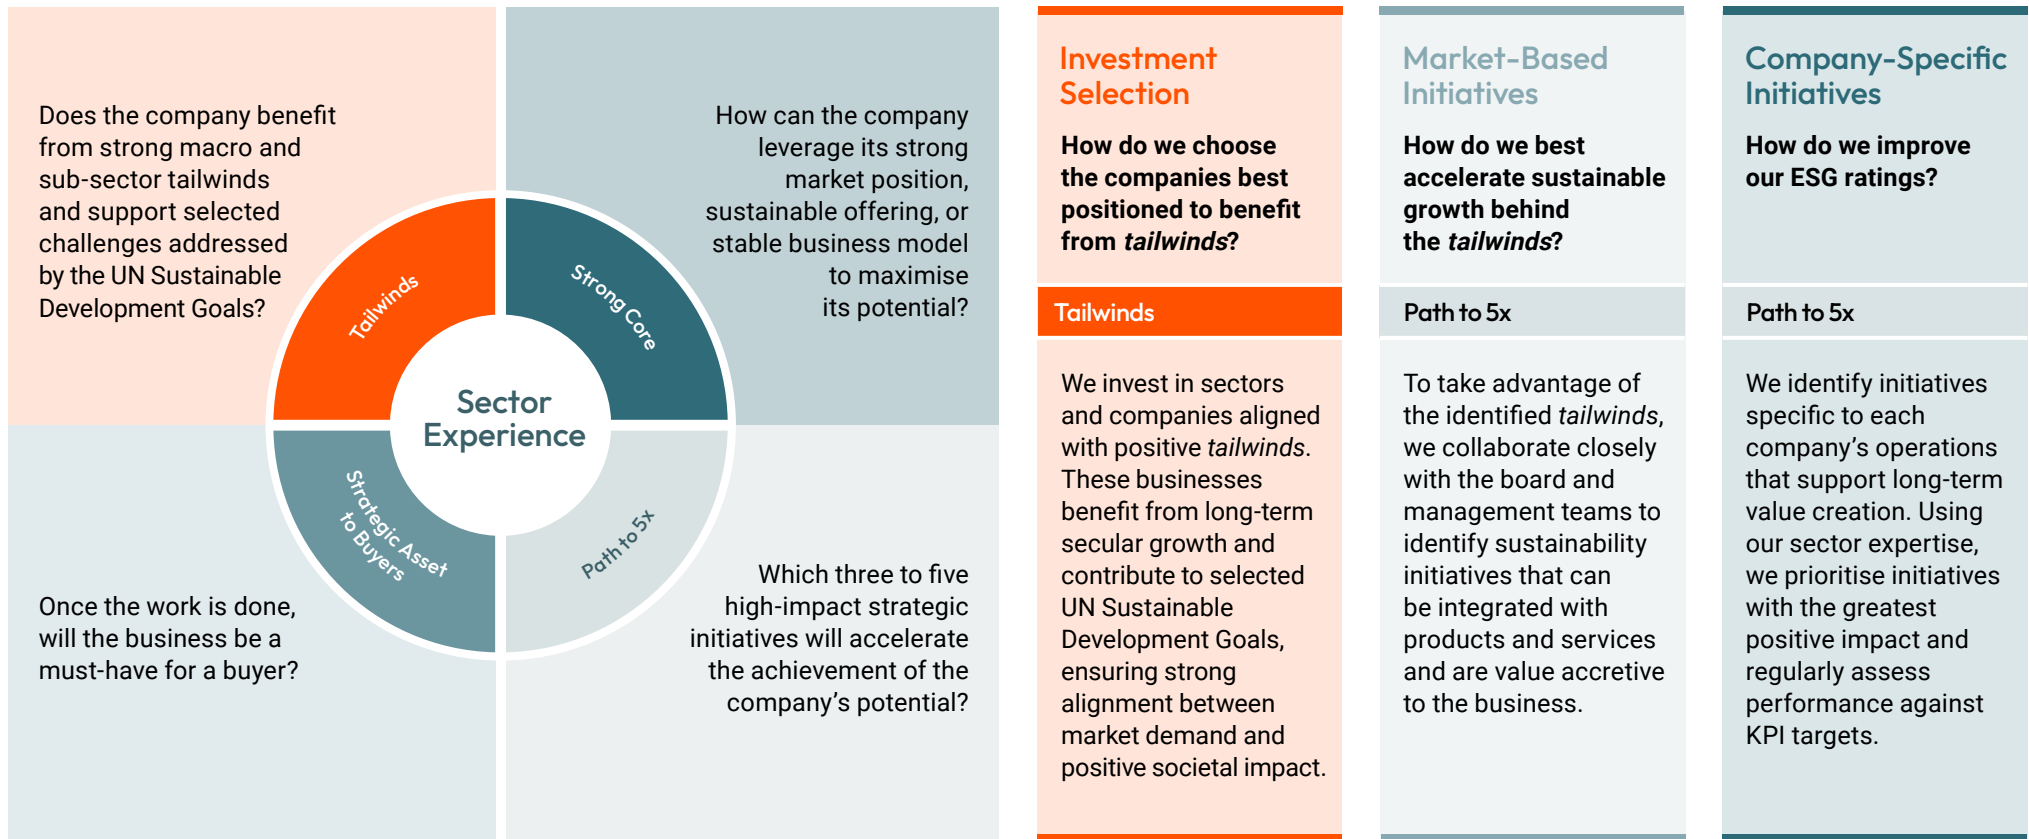 Does the company benefit
from strong macro and
sub-sector tailwinds
and support selected
challenges addressed
by the UN Sustainable
Development Goals?
How can the company
leverage its strong
market position,
sustainable offering, or
stable business model
to maximise
its potential?
Tailwinds
Strong Core
Sector
Experience
Strategic Asset
to Buyers
Path to 5x
Once the work is done,
will the business be a
must-have for a buyer?
Which three to five
high-impact strategic
initiatives will accelerate
the achievement of the
company’s potential?
Investment
Selection
How do we choose
the companies best
positioned to benefit
from tailwinds?
Tailwinds
We invest in sectors
and companies aligned
with positive tailwinds.
These businesses
benefit from long-term
secular growth and
contribute to selected
UN Sustainable
Development Goals,
ensuring strong
alignment between
market demand and
positive societal impact.
Market-Based
Initiatives
How do we best
accelerate sustainable
growth behind
the tailwinds?
Path to 5x
To take advantage of
the identified tailwinds,
we collaborate closely
with the board and
management teams to
identify sustainability
initiatives that can
be integrated with
products and services
and are value accretive
to the business.
Company-Specific
Initiatives
How do we improve
our ESG ratings?
Path to 5x
We identify initiatives
specific to each
company’s operations
that support long-term
value creation. Using
our sector expertise,
we prioritise initiatives
with the greatest
positive impact and
regularly assess
performance against
KPI targets.